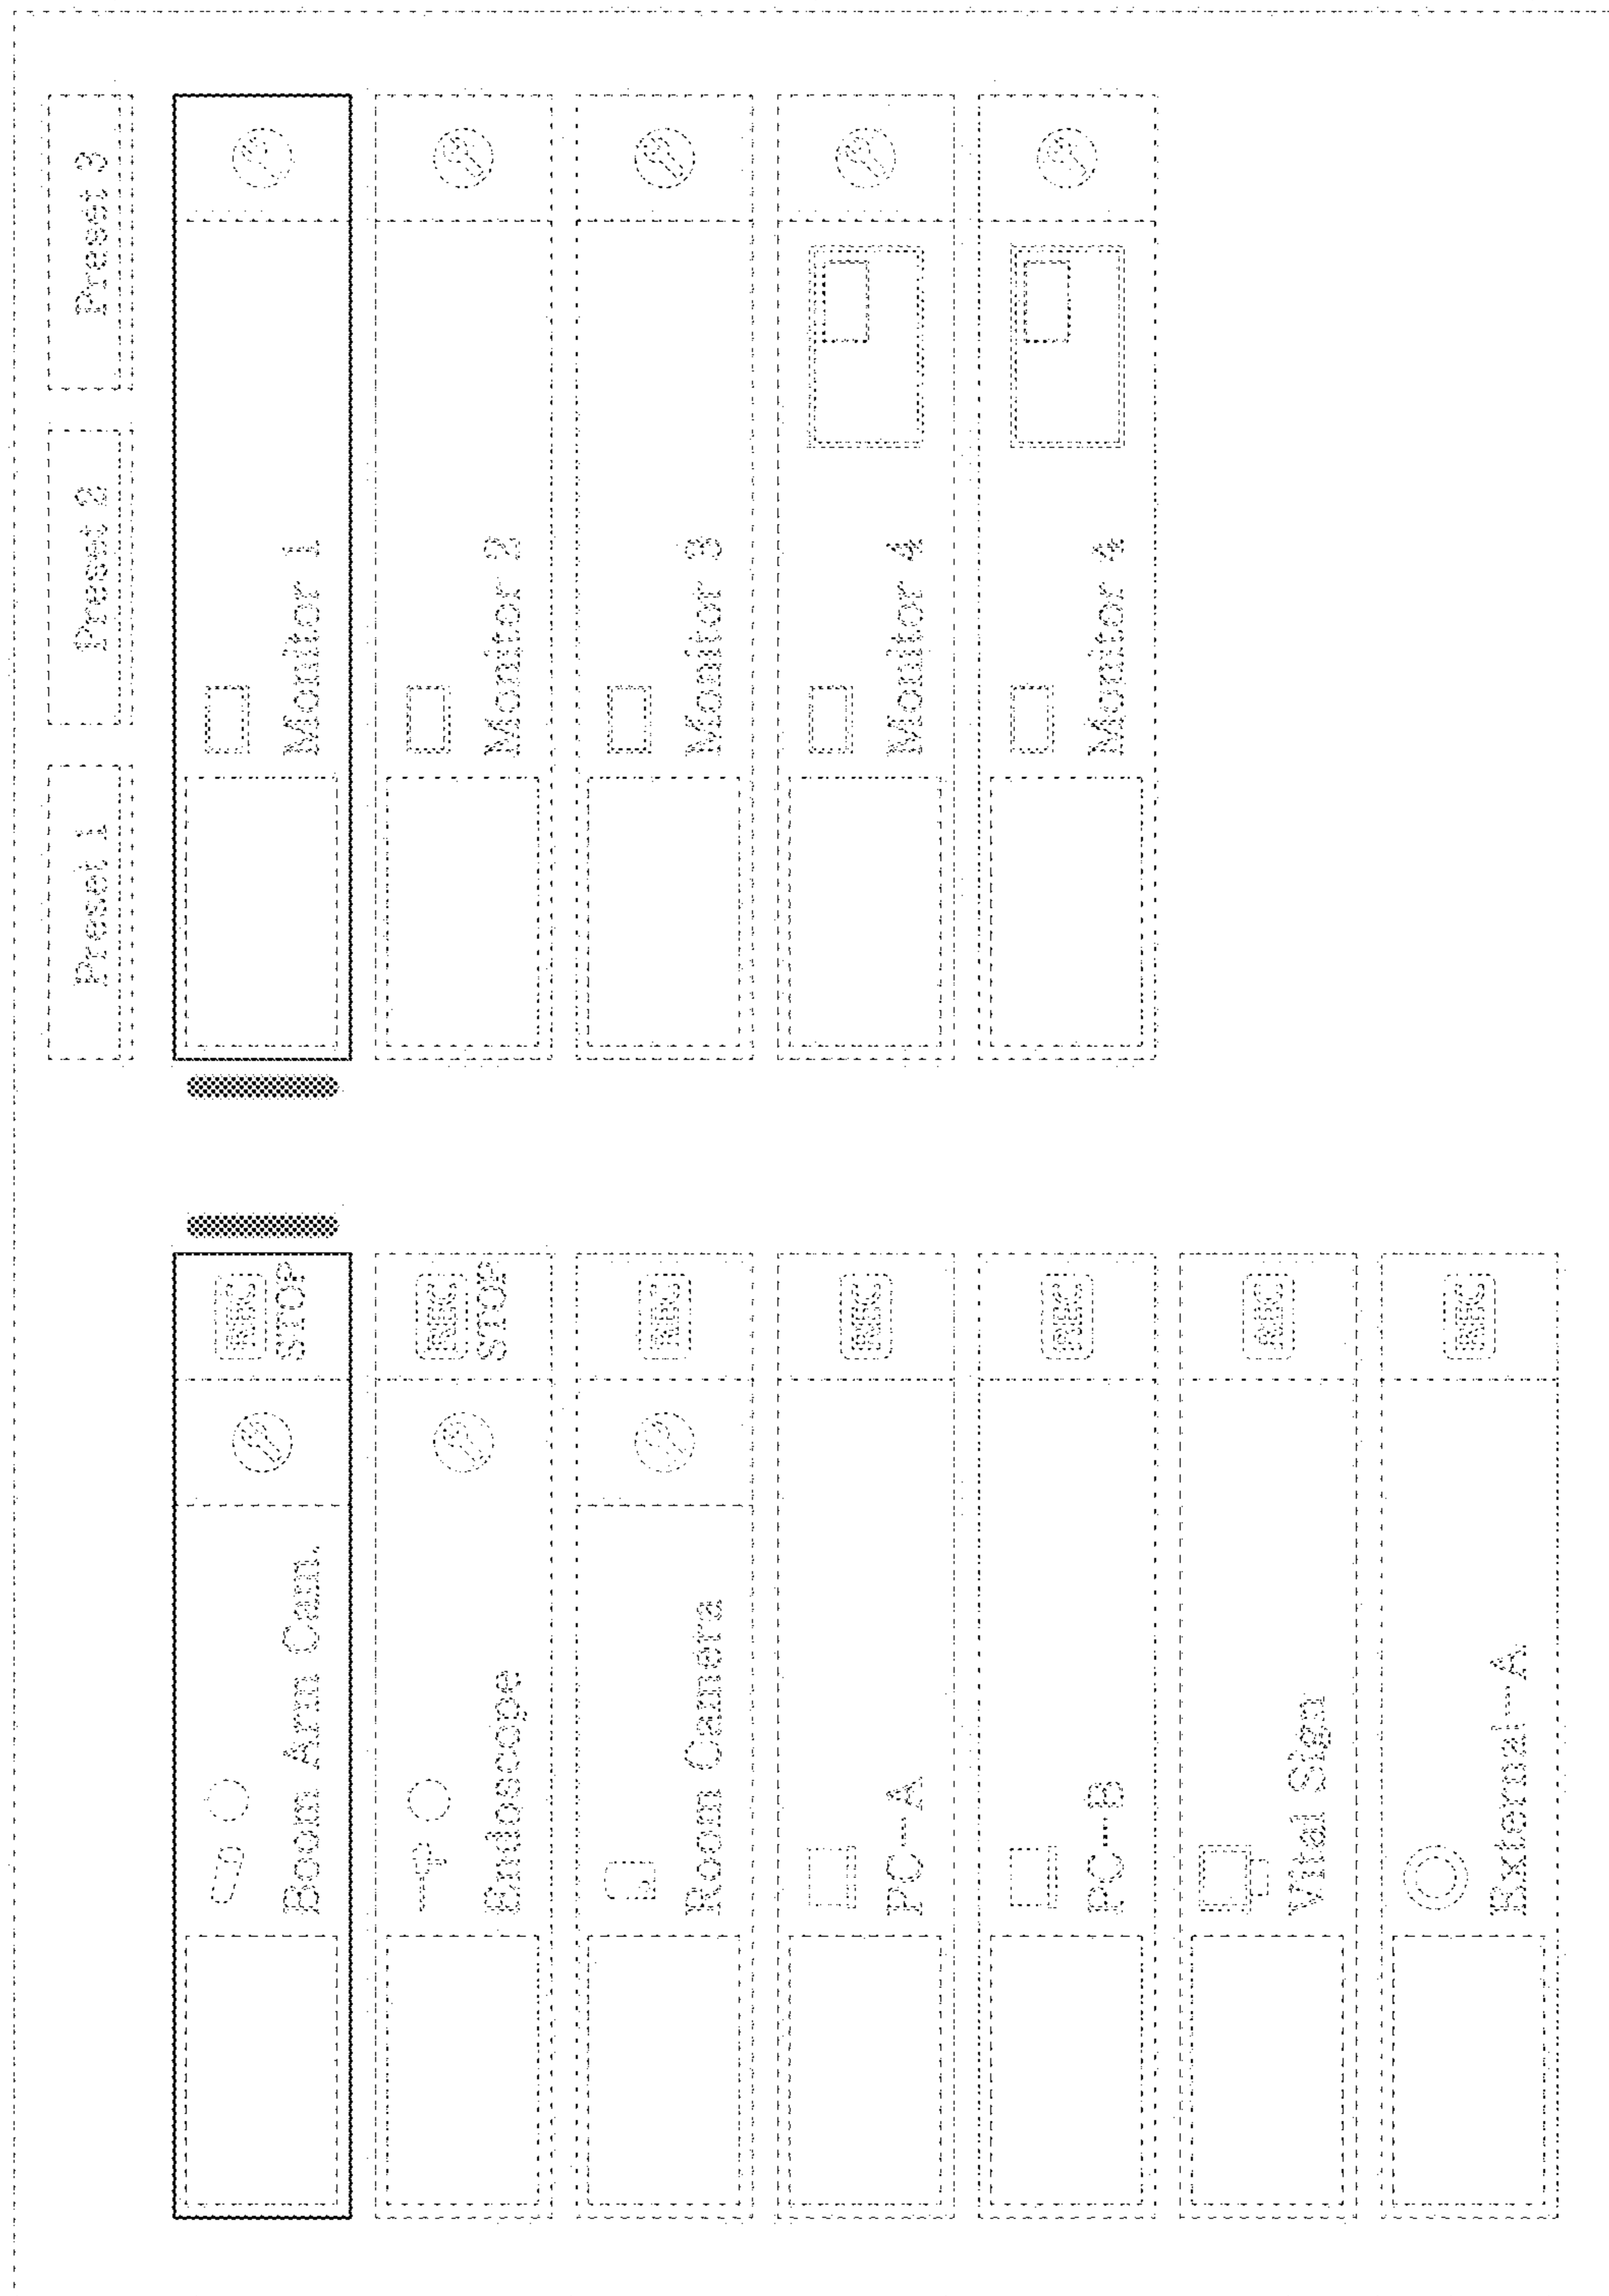 Preset 1 Preset 2 Preset 3
Boom Arm Cam.
REC
STOP
Monitor 1
Endoscope
REC
STOP
Monitor 2
Room Camera
REC
Monitor 3
PC—A
REC
Monitor 4
PC—B
REC
Monitor 4
Vital Sign
REC
External—A
REC